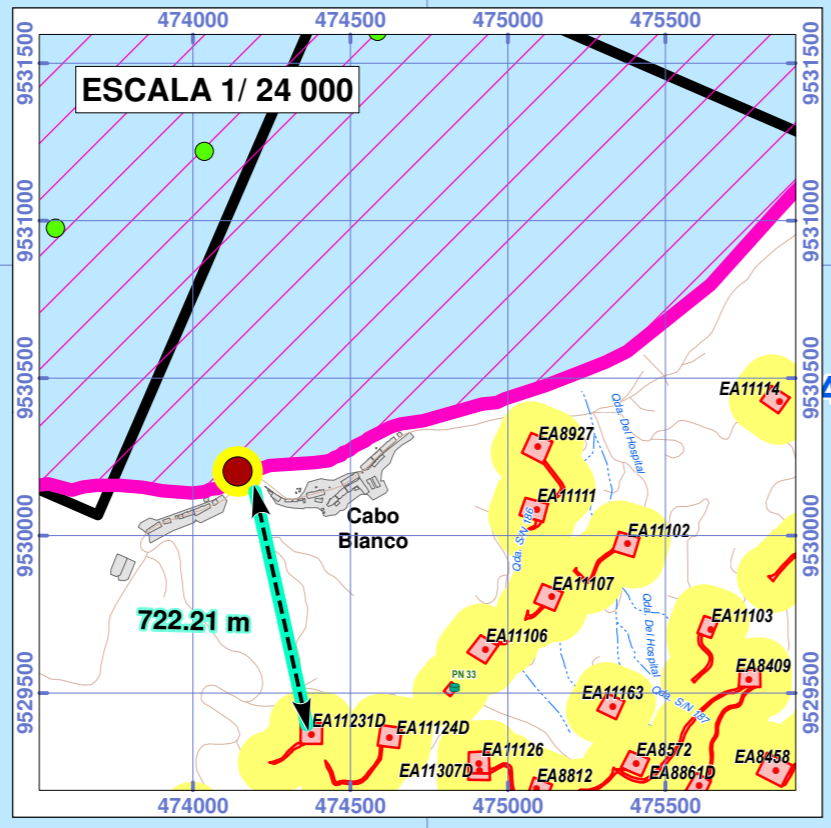 474000 474500 475000 475500
9531500
9531500
ESCALA 1/ 24 000
9531000
9531000
9530500
9530500
EA11114
Qda. Del Hospital
EA8927
EA11111
Cabo
Blanco
Qda. S/N 186
EA11102
9530000
9530000
EA11107
722.21 m
Qda. Del Hospital
EA11103
EA11106
PN 33
EA8409
EA11163
Qda. S/N 187
9529500
9529500
EA11231D
EA11124D
EA11126
EA11307D
EA8572
EA8458
EA8812
EA8861D
474000 474500 475000 475500